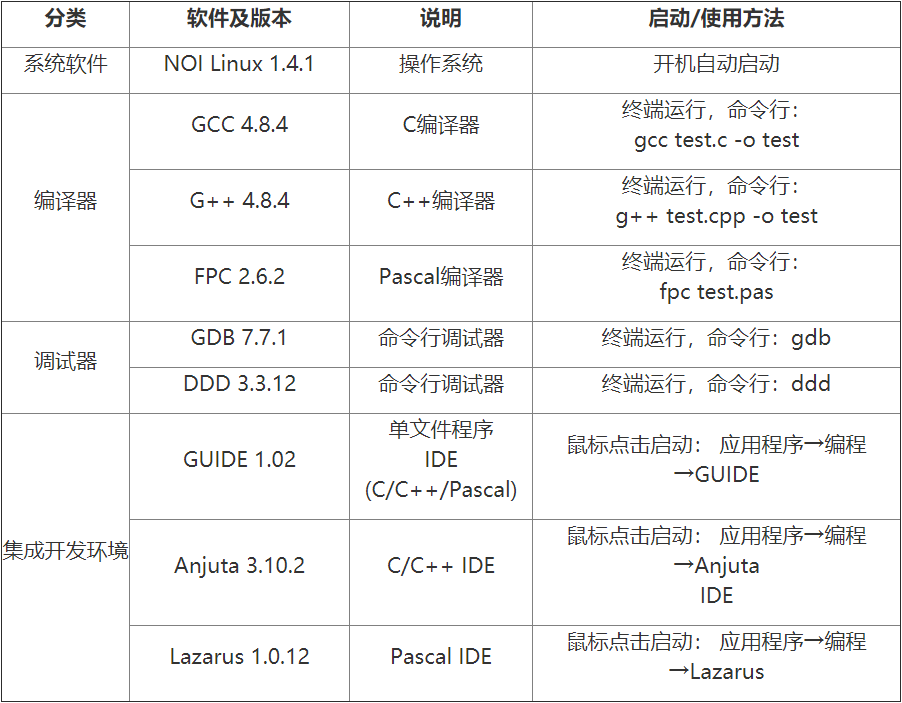 分类 软件及版本 说明 启动/使用方法
系统软件 NOI Linux 1.4.1 操作系统 开机自动启动
编译器
GCC 4.8.4 C编译器 终端运行，命令行：
gcc test.c -o test
G++ 4.8.4 C++编译器 终端运行，命令行：
g++ test.cpp -o test
FPC 2.6.2 Pascal编译器 终端运行，命令行：
fpc test.pas
调试器
GDB 7.7.1 命令行调试器 终端运行，命令行：gdb
DDD 3.3.12 命令行调试器 终端运行，命令行：ddd
集成开发环境
GUIDE 1.02
单文件程序
IDE
(C/C++/Pascal)
鼠标点击启动： 应用程序→编程
→GUIDE
Anjuta 3.10.2 C/C++ IDE
鼠标点击启动： 应用程序→编程
→Anjuta
IDE
Lazarus 1.0.12 Pascal IDE
鼠标点击启动： 应用程序→编程
→Lazarus